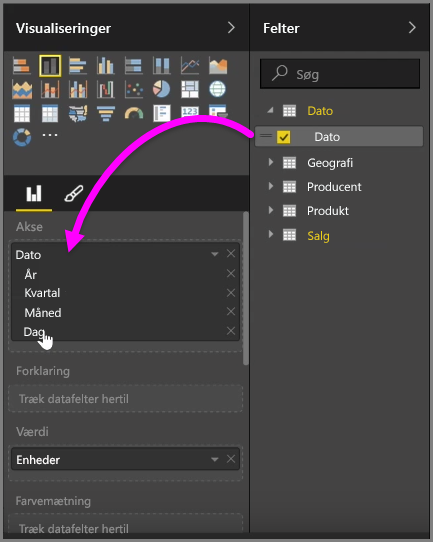 Visualiseringer
Felter
Søg
Dato
Dato
Geografi
Producent
Produkt
Salg
R
123
...
Akse
Dato
År
Kvartal
Måned
Dag
Forklaring
Træk datafelter hertil
Værdi
Enheder
Farvemætning
Træk datafelter hertil